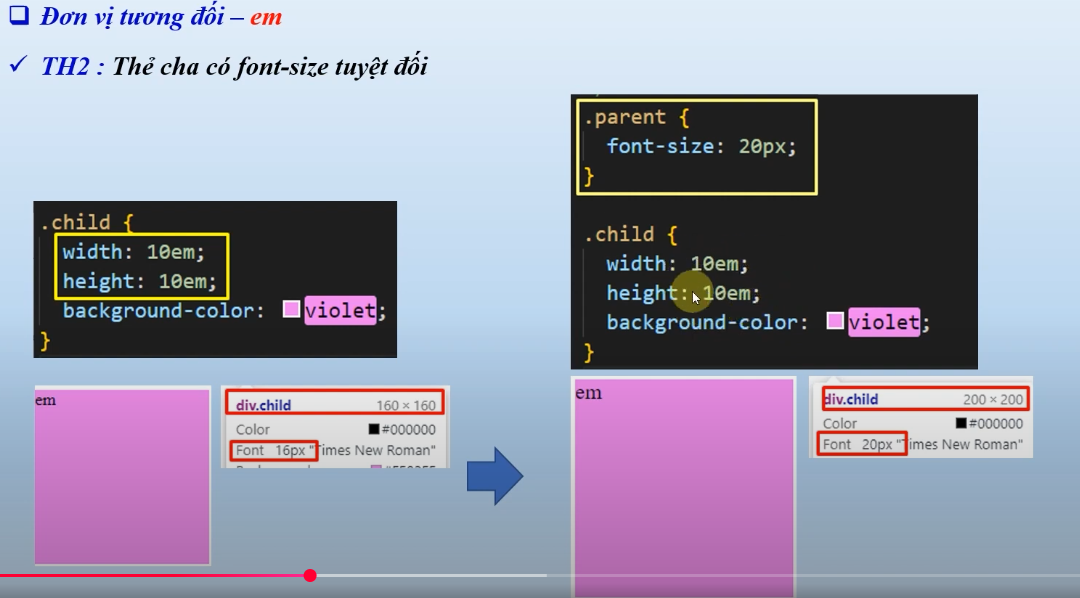 Đơn vị tương đối – em
TH2 : Thẻ cha có font-size tuyệt đối
.child {
width: 10em;
height: 10em;
background-color: violet;
}
em
div.child 160 × 160
Color #000000
Font 16px "Times New Roman"
.parent {
font-size: 20px;
}
.child {
width: 10em;
height: 10em;
background-color: violet;
}
em
div.child 200 × 200
Color #000000
Font 20px "Times New Roman"